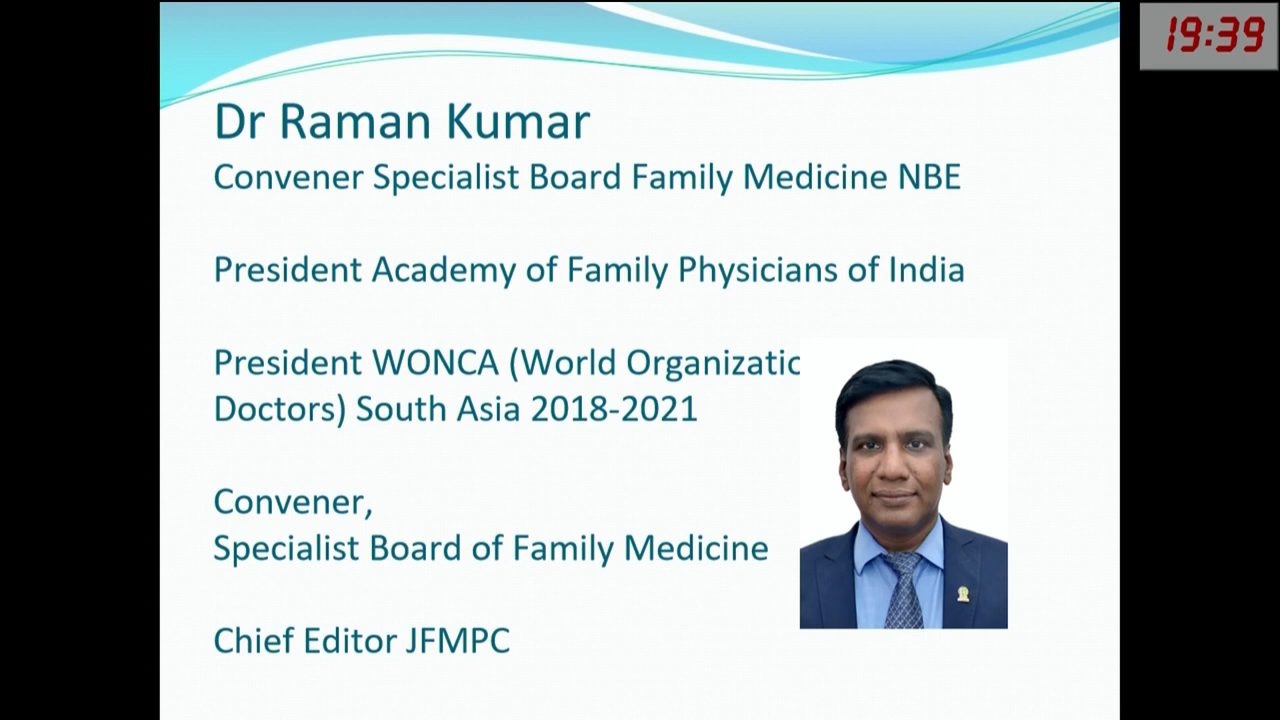 19:39
Dr Raman Kumar
Convener Specialist Board Family Medicine NBE
President Academy of Family Physicians of India
President WONCA (World Organizatio
Doctors) South Asia 2018-2021
Convener,
Specialist Board of Family Medicine
Chief Editor JFMPC